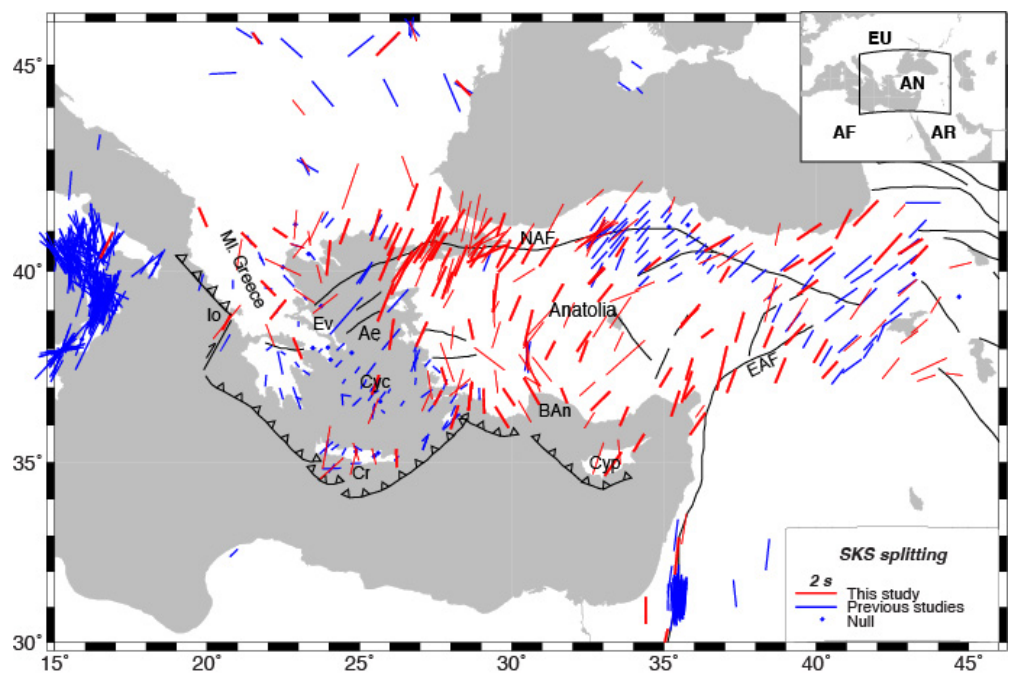 45°
40°
35°
30°
15°
20°
25°
30°
35°
40°
45°
EU
AN
AF
AR
NAF
Ml. Greece
Io
Ev
Ae
Anatolia
EAF
Cyc
BAn
Cr
Cyp
SKS splitting
2 s
This study
Previous studies
Null